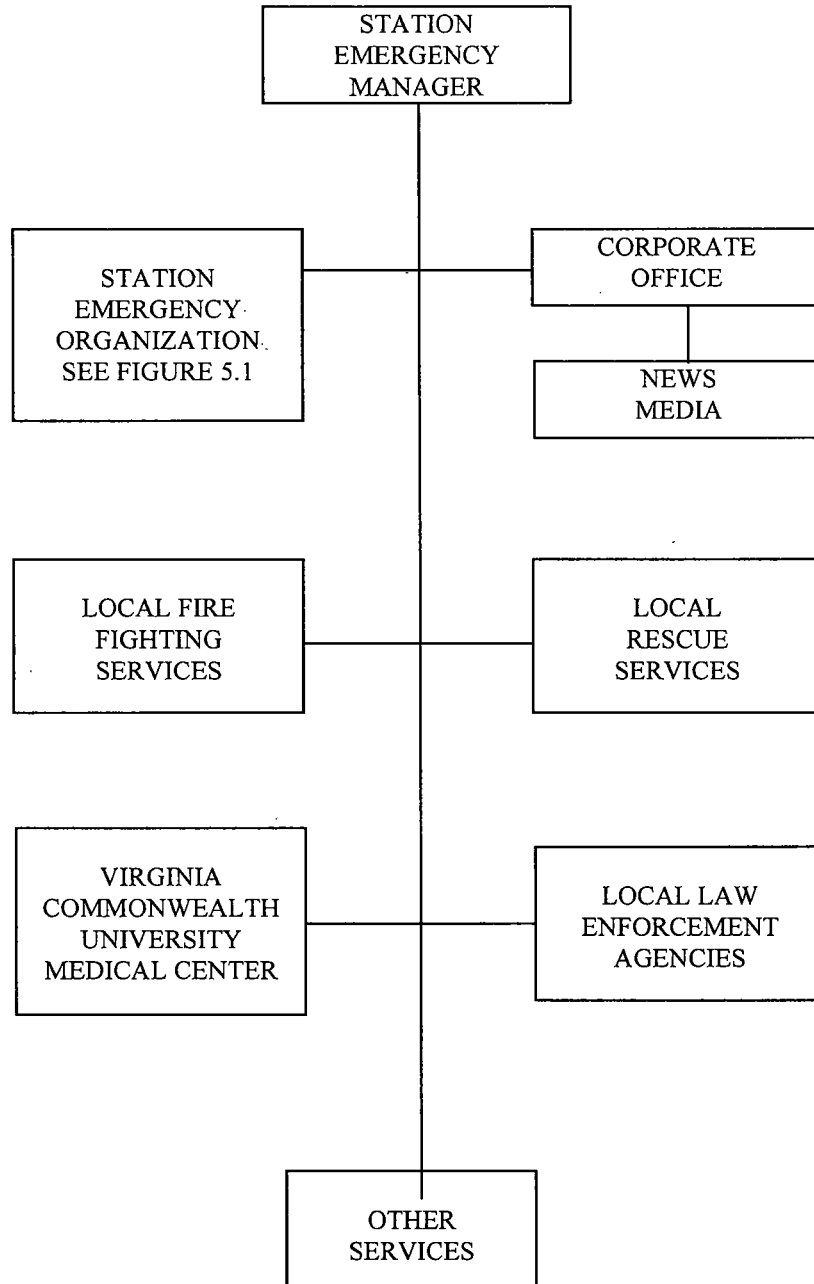 STATION
EMERGENCY
MANAGER
STATION
EMERGENCY
ORGANIZATION
SEE FIGURE 5.1
CORPORATE
OFFICE
NEWS
MEDIA
LOCAL FIRE
FIGHTING
SERVICES
LOCAL
RESCUE
SERVICES
VIRGINIA
COMMONWEALTH
UNIVERSITY
MEDICAL CENTER
LOCAL LAW
ENFORCEMENT
AGENCIES
OTHER
SERVICES